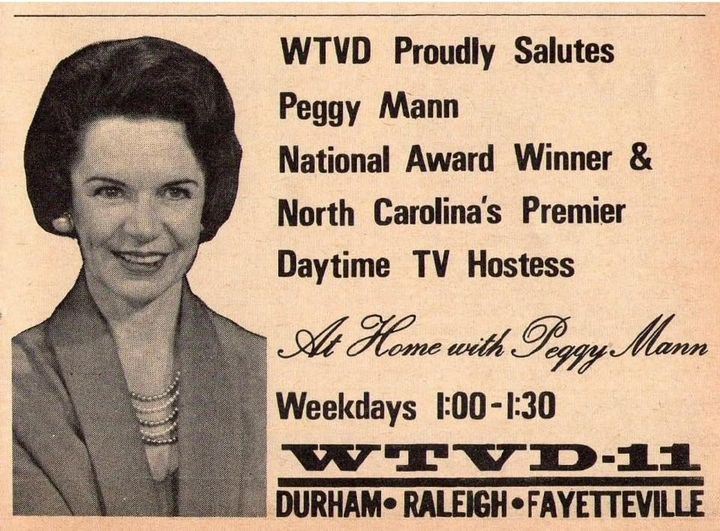 WTVD Proudly Salutes
Peggy Mann
National Award Winner &
North Carolina's Premier
Daytime TV Hostess
At Home with Peggy Mann
Weekdays 1:00-1:30
WTVD-11
DURHAM• RALEIGH•FAYETTEVILLE